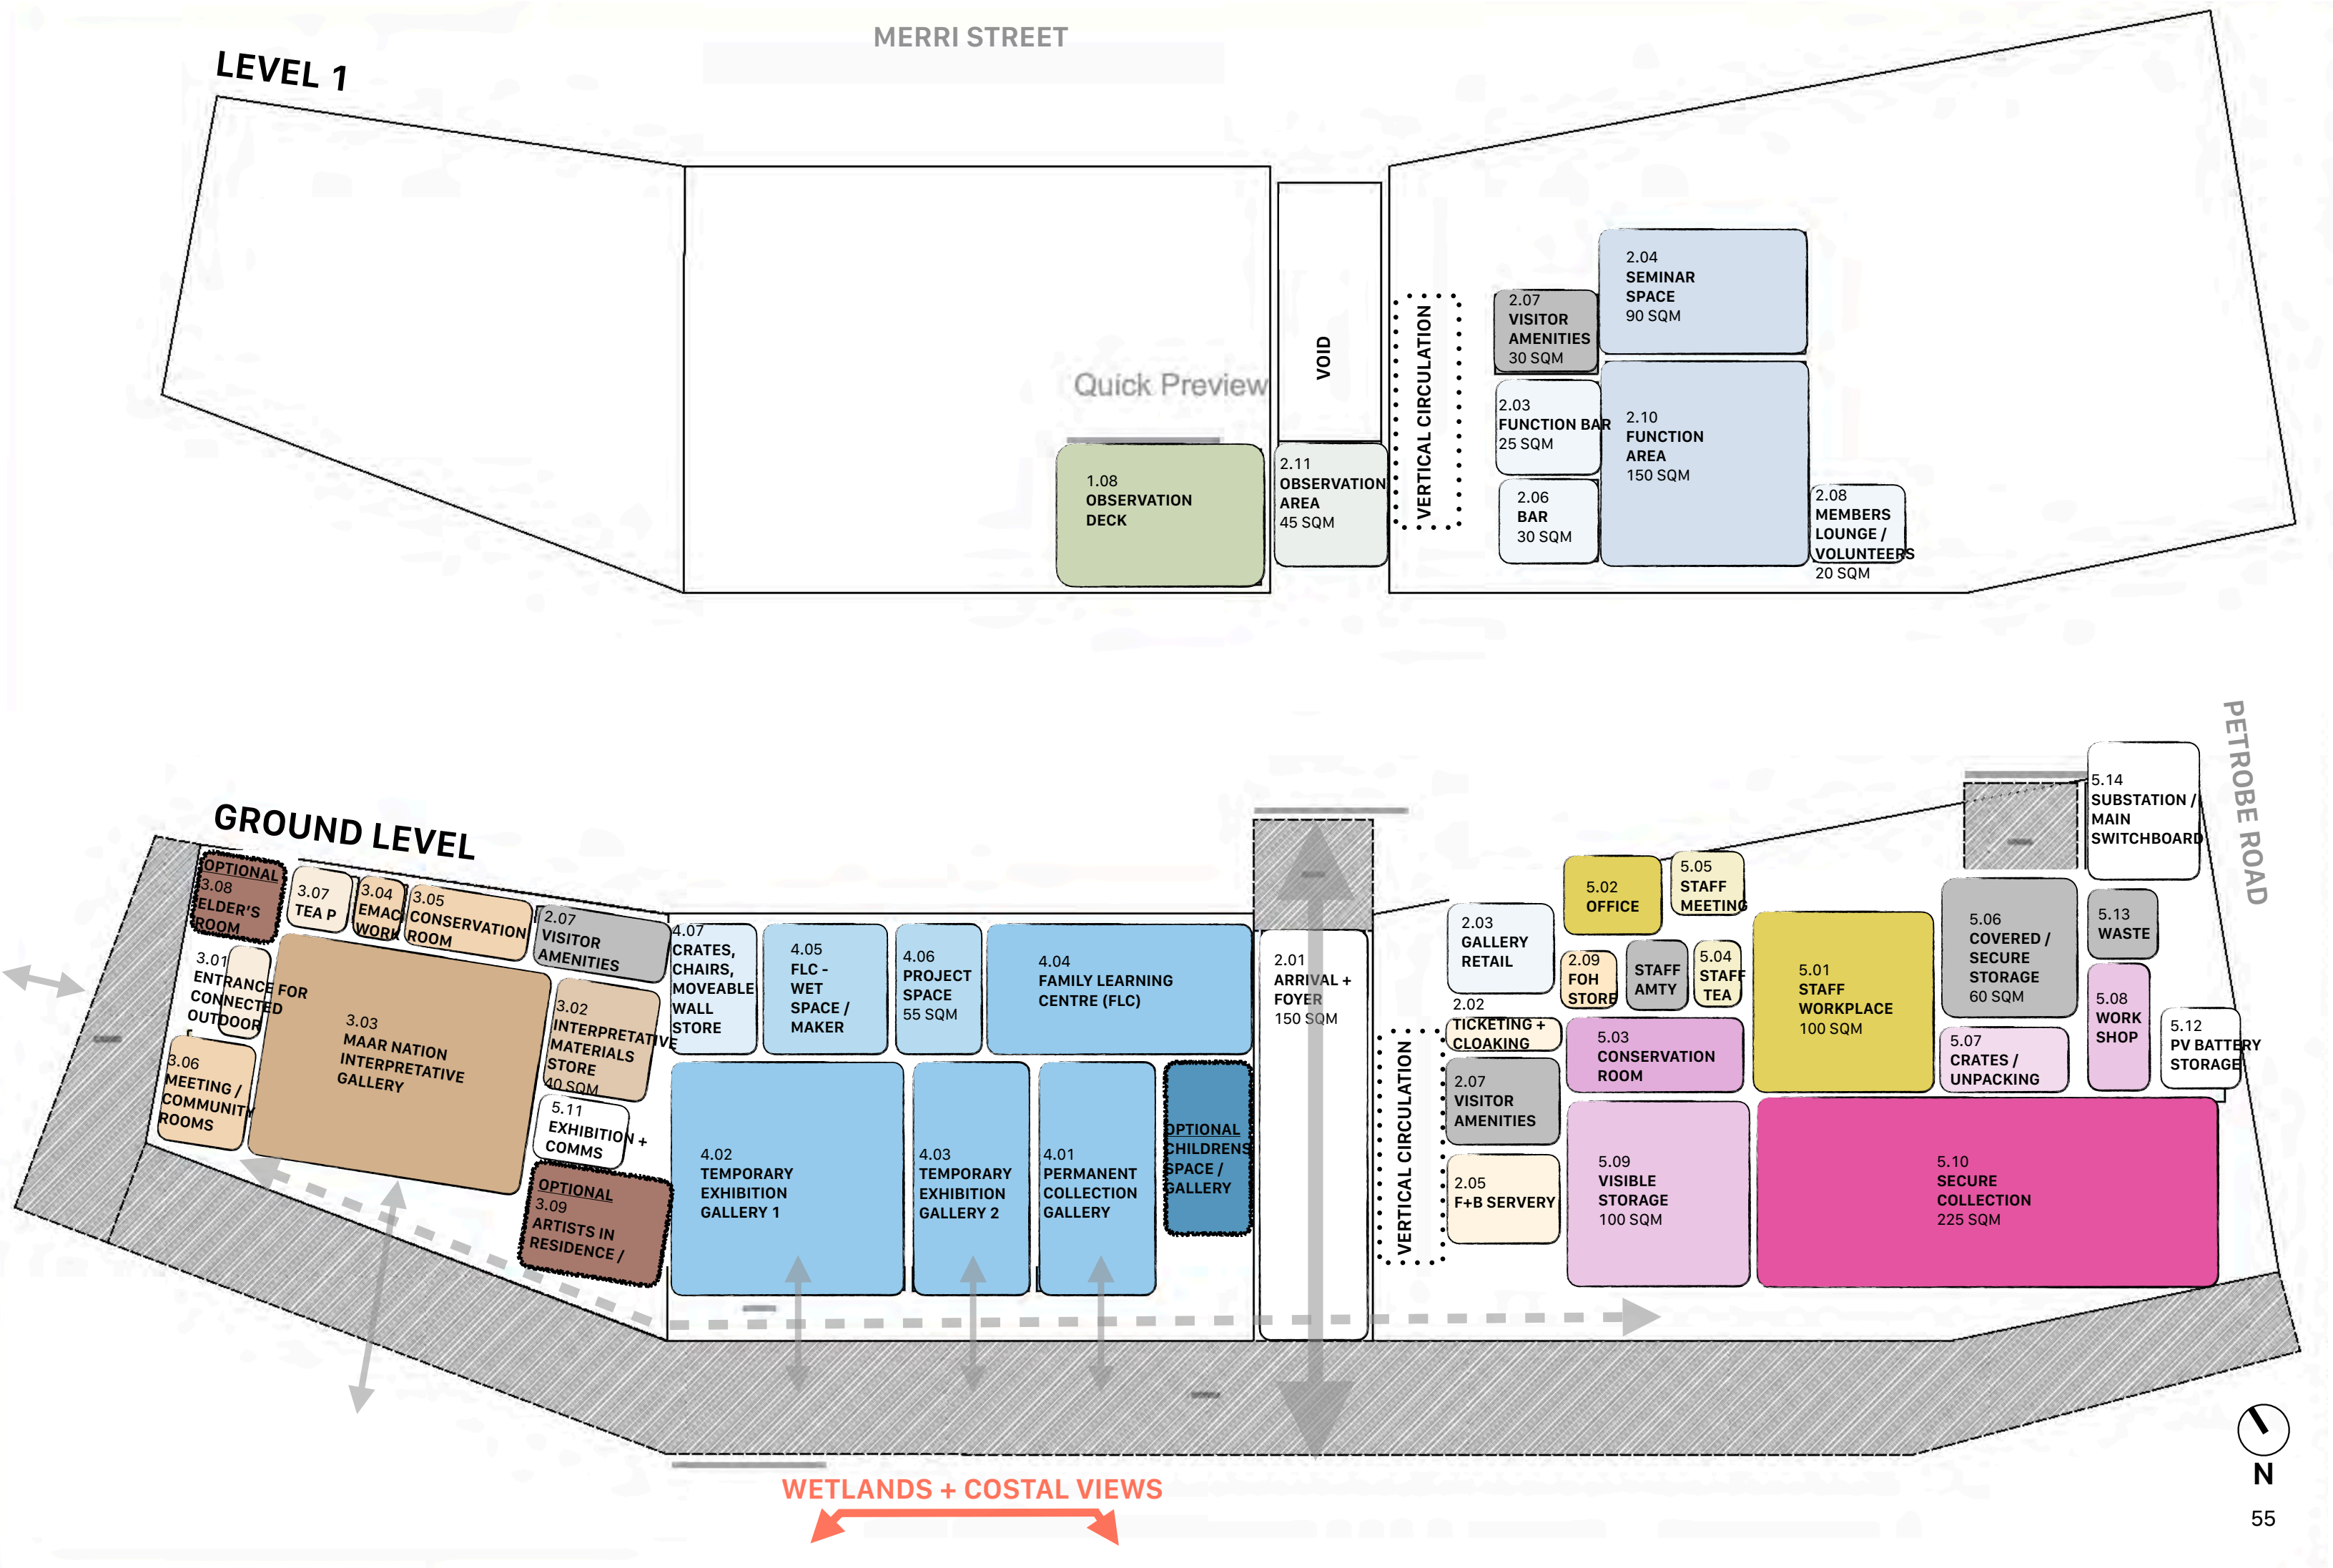 MERRI STREET
LEVEL 1
VOID
VERTICAL CIRCULATION
2.04
SEMINAR
SPACE
90 SQM
2.07
VISITOR
AMENITIES
30 SQM
2.03
FUNCTION BAR
25 SQM
2.10
FUNCTION
AREA
150 SQM
2.06
BAR
30 SQM
2.08
MEMBERS
LOUNGE /
VOLUNTEERS
20 SQM
Quick Preview
1.08
OBSERVATION
DECK
2.11
OBSERVATION
AREA
45 SQM
PETROBE ROAD
GROUND LEVEL
OPTIONAL
3.08
ELDER'S
ROOM
3.07
TEA P
3.04
EMAC
WORK
3.05
CONSERVATION
ROOM
2.07
VISITOR
AMENITIES
3.01
ENTRANCE FOR
CONNECTED
OUTDOOR
3.06
MEETING /
COMMUNITY
ROOMS
3.03
MAAR NATION
INTERPRETATIVE
GALLERY
3.02
INTERPRETATIVE
MATERIALS
STORE
40 SQM
5.11
EXHIBITION +
COMMS
OPTIONAL
3.09
ARTISTS IN
RESIDENCE /
4.07
CRATES,
CHAIRS,
MOVEABLE
WALL
STORE
4.05
FLC -
WET
SPACE /
MAKER
4.06
PROJECT
SPACE
55 SQM
4.04
FAMILY LEARNING
CENTRE (FLC)
4.02
TEMPORARY
EXHIBITION
GALLERY 1
4.03
TEMPORARY
EXHIBITION
GALLERY 2
4.01
PERMANENT
COLLECTION
GALLERY
OPTIONAL
CHILDRENS
SPACE /
GALLERY
2.01
ARRIVAL +
FOYER
150 SQM
VERTICAL CIRCULATION
2.03
GALLERY
RETAIL
2.02
TICKETING +
CLOAKING
2.07
VISITOR
AMENITIES
2.05
F+B SERVERY
5.02
OFFICE
5.05
STAFF
MEETING
2.09
FOH
STORE
STAFF
AMTY
5.04
STAFF
TEA
5.03
CONSERVATION
ROOM
5.01
STAFF
WORKPLACE
100 SQM
5.09
VISIBLE
STORAGE
100 SQM
5.10
SECURE
COLLECTION
225 SQM
5.06
COVERED /
SECURE
STORAGE
60 SQM
5.07
CRATES /
UNPACKING
5.14
SUBSTATION /
MAIN
SWITCHBOARD
5.13
WASTE
5.08
WORK
SHOP
5.12
PV BATTERY
STORAGE
WETLANDS + COSTAL VIEWS
N
55